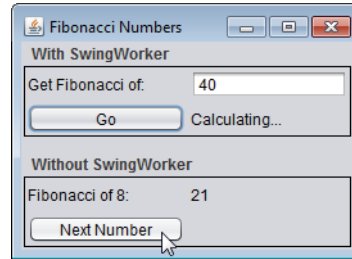 Fibonacci Numbers
With SwingWorker
Get Fibonacci of: 40
Go Calculating...
Without SwingWorker
Fibonacci of 8: 21
Next Number